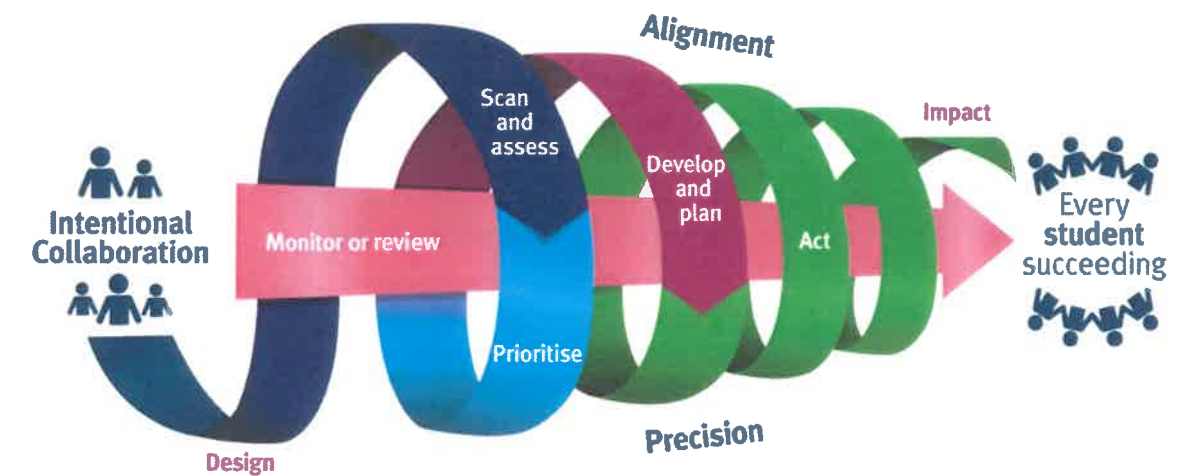 Alignment
Scan
and
assess
Impact
Develop
and
plan
Intentional
Collaboration
Monitor or review
Act
Every
student
succeeding
Prioritise
Precision
Design